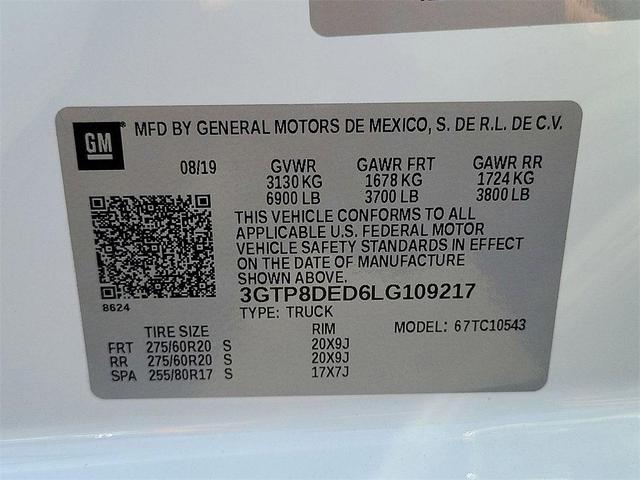 GM
MFD BY GENERAL MOTORS DE MEXICO, S. DE R.L. DE C.V.
08/19 GVWR GAWR FRT GAWR RR
3130 KG 1678 KG 1724 KG
6900 LB 3700 LB 3800 LB
THIS VEHICLE CONFORMS TO ALL
APPLICABLE U.S. FEDERAL MOTOR
VEHICLE SAFETY STANDARDS IN EFFECT
ON THE DATE OF MANUFACTURE
SHOWN ABOVE.
8624
3GTP8DED6LG109217
TYPE: TRUCK MODEL: 67TC10543
TIRE SIZE RIM
FRT 275/60R20 S 20X9J
RR 275/60R20 S 20X9J
SPA 255/80R17 S 17X7J